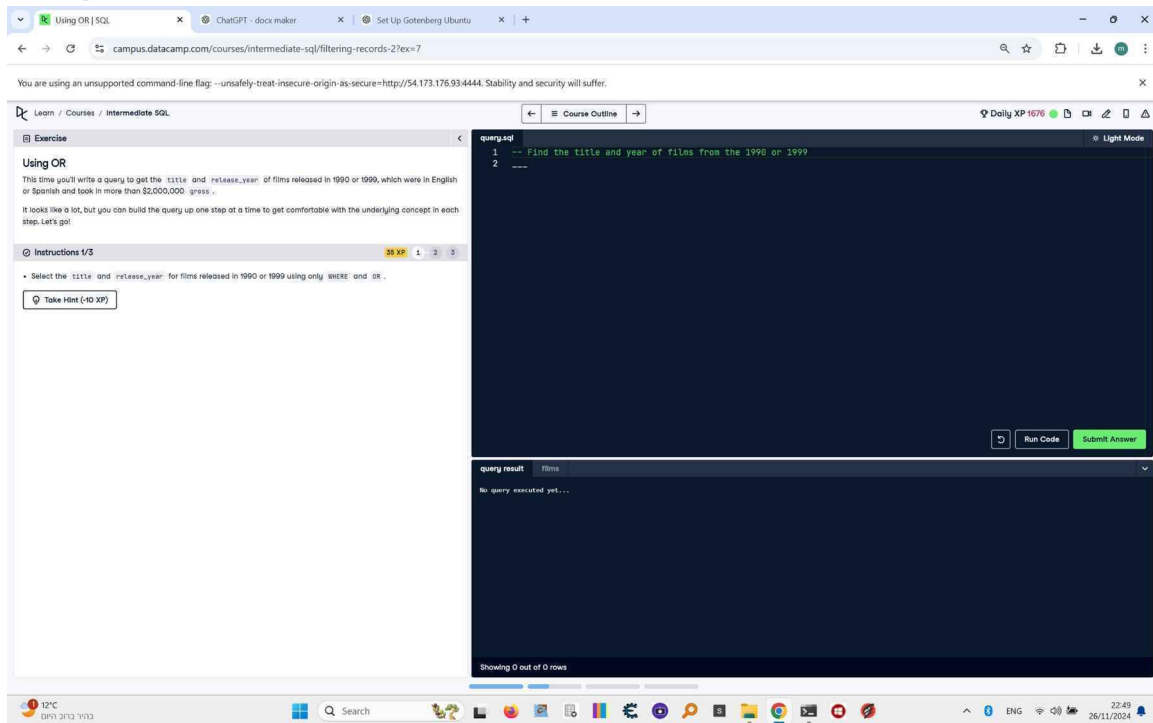 Using OR | SQL
ChatGPT - docx maker
Set Up Gotenberg Ubuntu
campus.datacamp.com/courses/intermediate-sql/filtering-records-2?ex=7
m
You are using an unsupported command-line flag: --unsafely-treat-insecure-origin-as-secure=http://54.173.176.93:4444. Stability and security will suffer.
Learn / Courses / Intermediate SQL
Course Outline
Daily XP 1676
Exercise
Using OR
This time you'll write a query to get the title and release_year of films released in 1990 or 1999, which were in English
or Spanish and took in more than $2,000,000 gross.
It looks like a lot, but you can build the query up one step at a time to get comfortable with the underlying concept in each
step. Let's go!
Instructions 1/3
35 XP 1 2 3
• Select the title and release_year for films released in 1990 or 1999 using only WHERE and OR.
Take Hint (-10 XP)
query.sql
Light Mode
1 -- Find the title and year of films from the 1990 or 1999
2 ___
Run Code
Submit Answer
query result films
No query executed yet...
Showing 0 out of 0 rows
1
12°C
בהיר ברוב היום
Search
S
ENG
22:49
26/11/2024